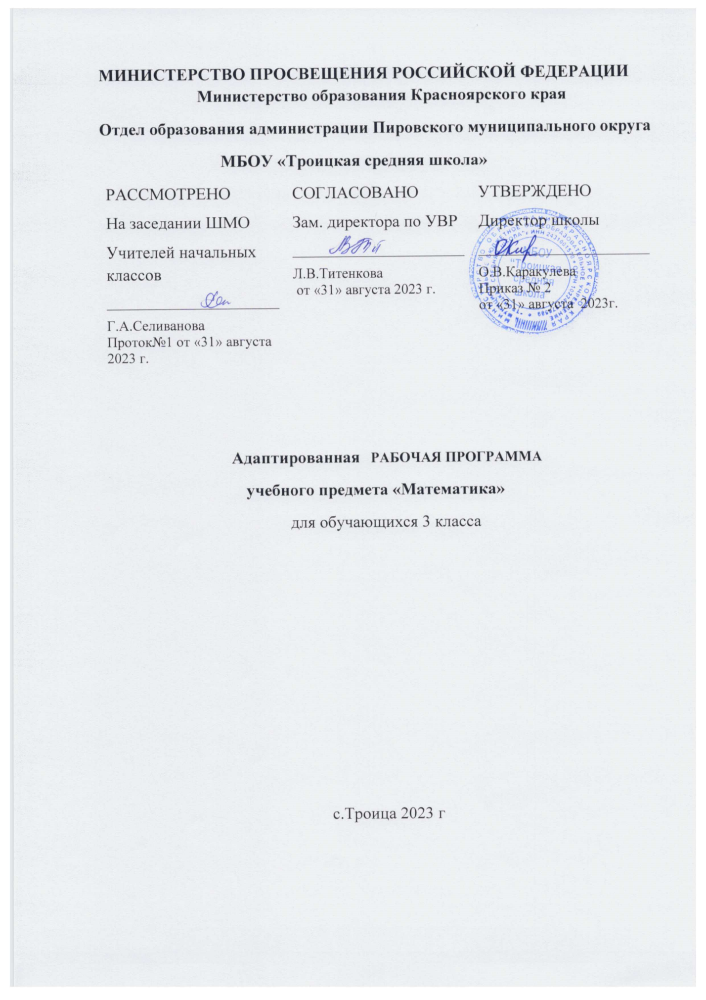 МИНИСТЕРСТВО ПРОСВЕЩЕНИЯ РОССИЙСКОЙ ФЕДЕРАЦИИ
Министерство образования Красноярского края
Отдел образования администрации Пировского муниципального округа
МБОУ «Троицкая средняя школа»
РАССМОТРЕНО
На заседании ШМО
Учителей начальных
классов
Г.А.Селиванова
Проток№1 от «31» августа
2023 г.
СОГЛАСОВАНО
Зам. директора по УВР
Л.В.Титенкова
от «31» августа 2023 г.
УТВЕРЖДЕНО
Директор школы
О.В.Каракулева
Приказ № 2
от «31» августа 2023г.
МБОУ
"Троицкая
средняя
школа"
Адаптированная РАБОЧАЯ ПРОГРАММА
учебного предмета «Математика»
для обучающихся 3 класса
с.Троица 2023 г